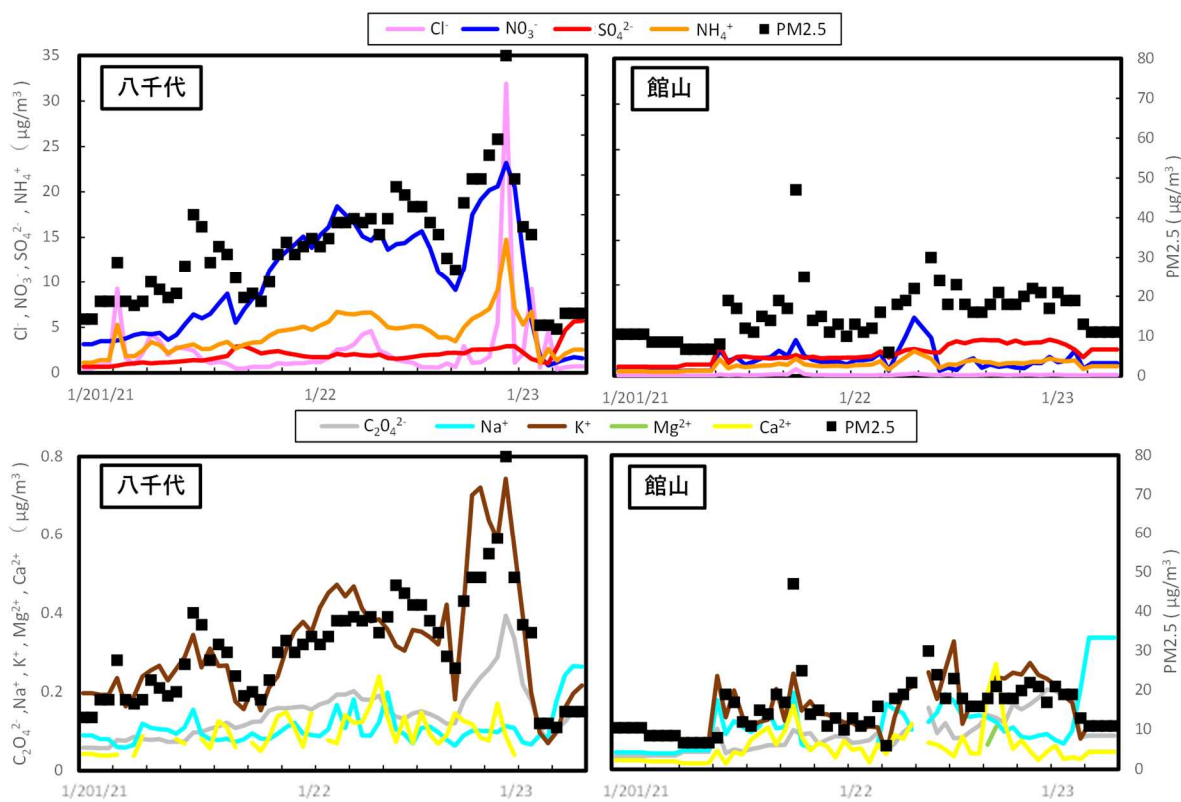 Cl⁻ NO₃⁻ SO₄²⁻ NH₄⁺ PM2.5
35
30
25
20
15
10
5
0
Cl⁻, NO₃⁻, SO₄²⁻, NH₄⁺ (μg/m³)
八千代
1/201/21 1/22 1/23
館山
80
70
60
50
40
30
20
10
0
PM2.5 (μg/m³)
1/201/21 1/22 1/23
C₂O₄²⁻ Na⁺ K⁺ Mg²⁺ Ca²⁺ PM2.5
0.8
0.6
0.4
0.2
0
C₂O₄²⁻, Na⁺, K⁺, Mg²⁺, Ca²⁺ (μg/m³)
八千代
1/201/21 1/22 1/23
館山
80
70
60
50
40
30
20
10
0
PM2.5 (μg/m³)
1/201/21 1/22 1/23